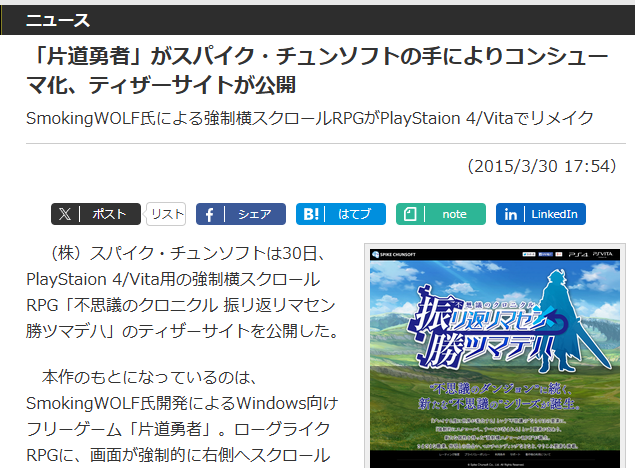 ニュース
「片道勇者」がスパイク・チュンソフトの手によりコンシュー
マ化、ティザーサイトが公開
SmokingWOLF氏による強制横スクロールRPGがPlayStaion 4/Vitaでリメイク
（2015/3/30 17:54）
ポスト リスト シェア B! はてブ note LinkedIn
（株）スパイク・チュンソフトは30日、
PlayStaion 4/Vita用の強制横スクロール
RPG「不思議のクロニクル 振リ返リマセン
勝ツマデハ」のティザーサイトを公開した。
本作のもとになっているのは、
SmokingWOLF氏開発によるWindows向け
フリーゲーム「片道勇者」。ローグライク
RPGに、画面が強制的に右側へスクロール
SPIKE CHUNSOFT PS4 PSVITA
不思議のクロニクル
振リ返リマセン
勝ツマデハ
"不思議のダンジョン"に続く、
新たな"不思議の"シリーズが誕生。